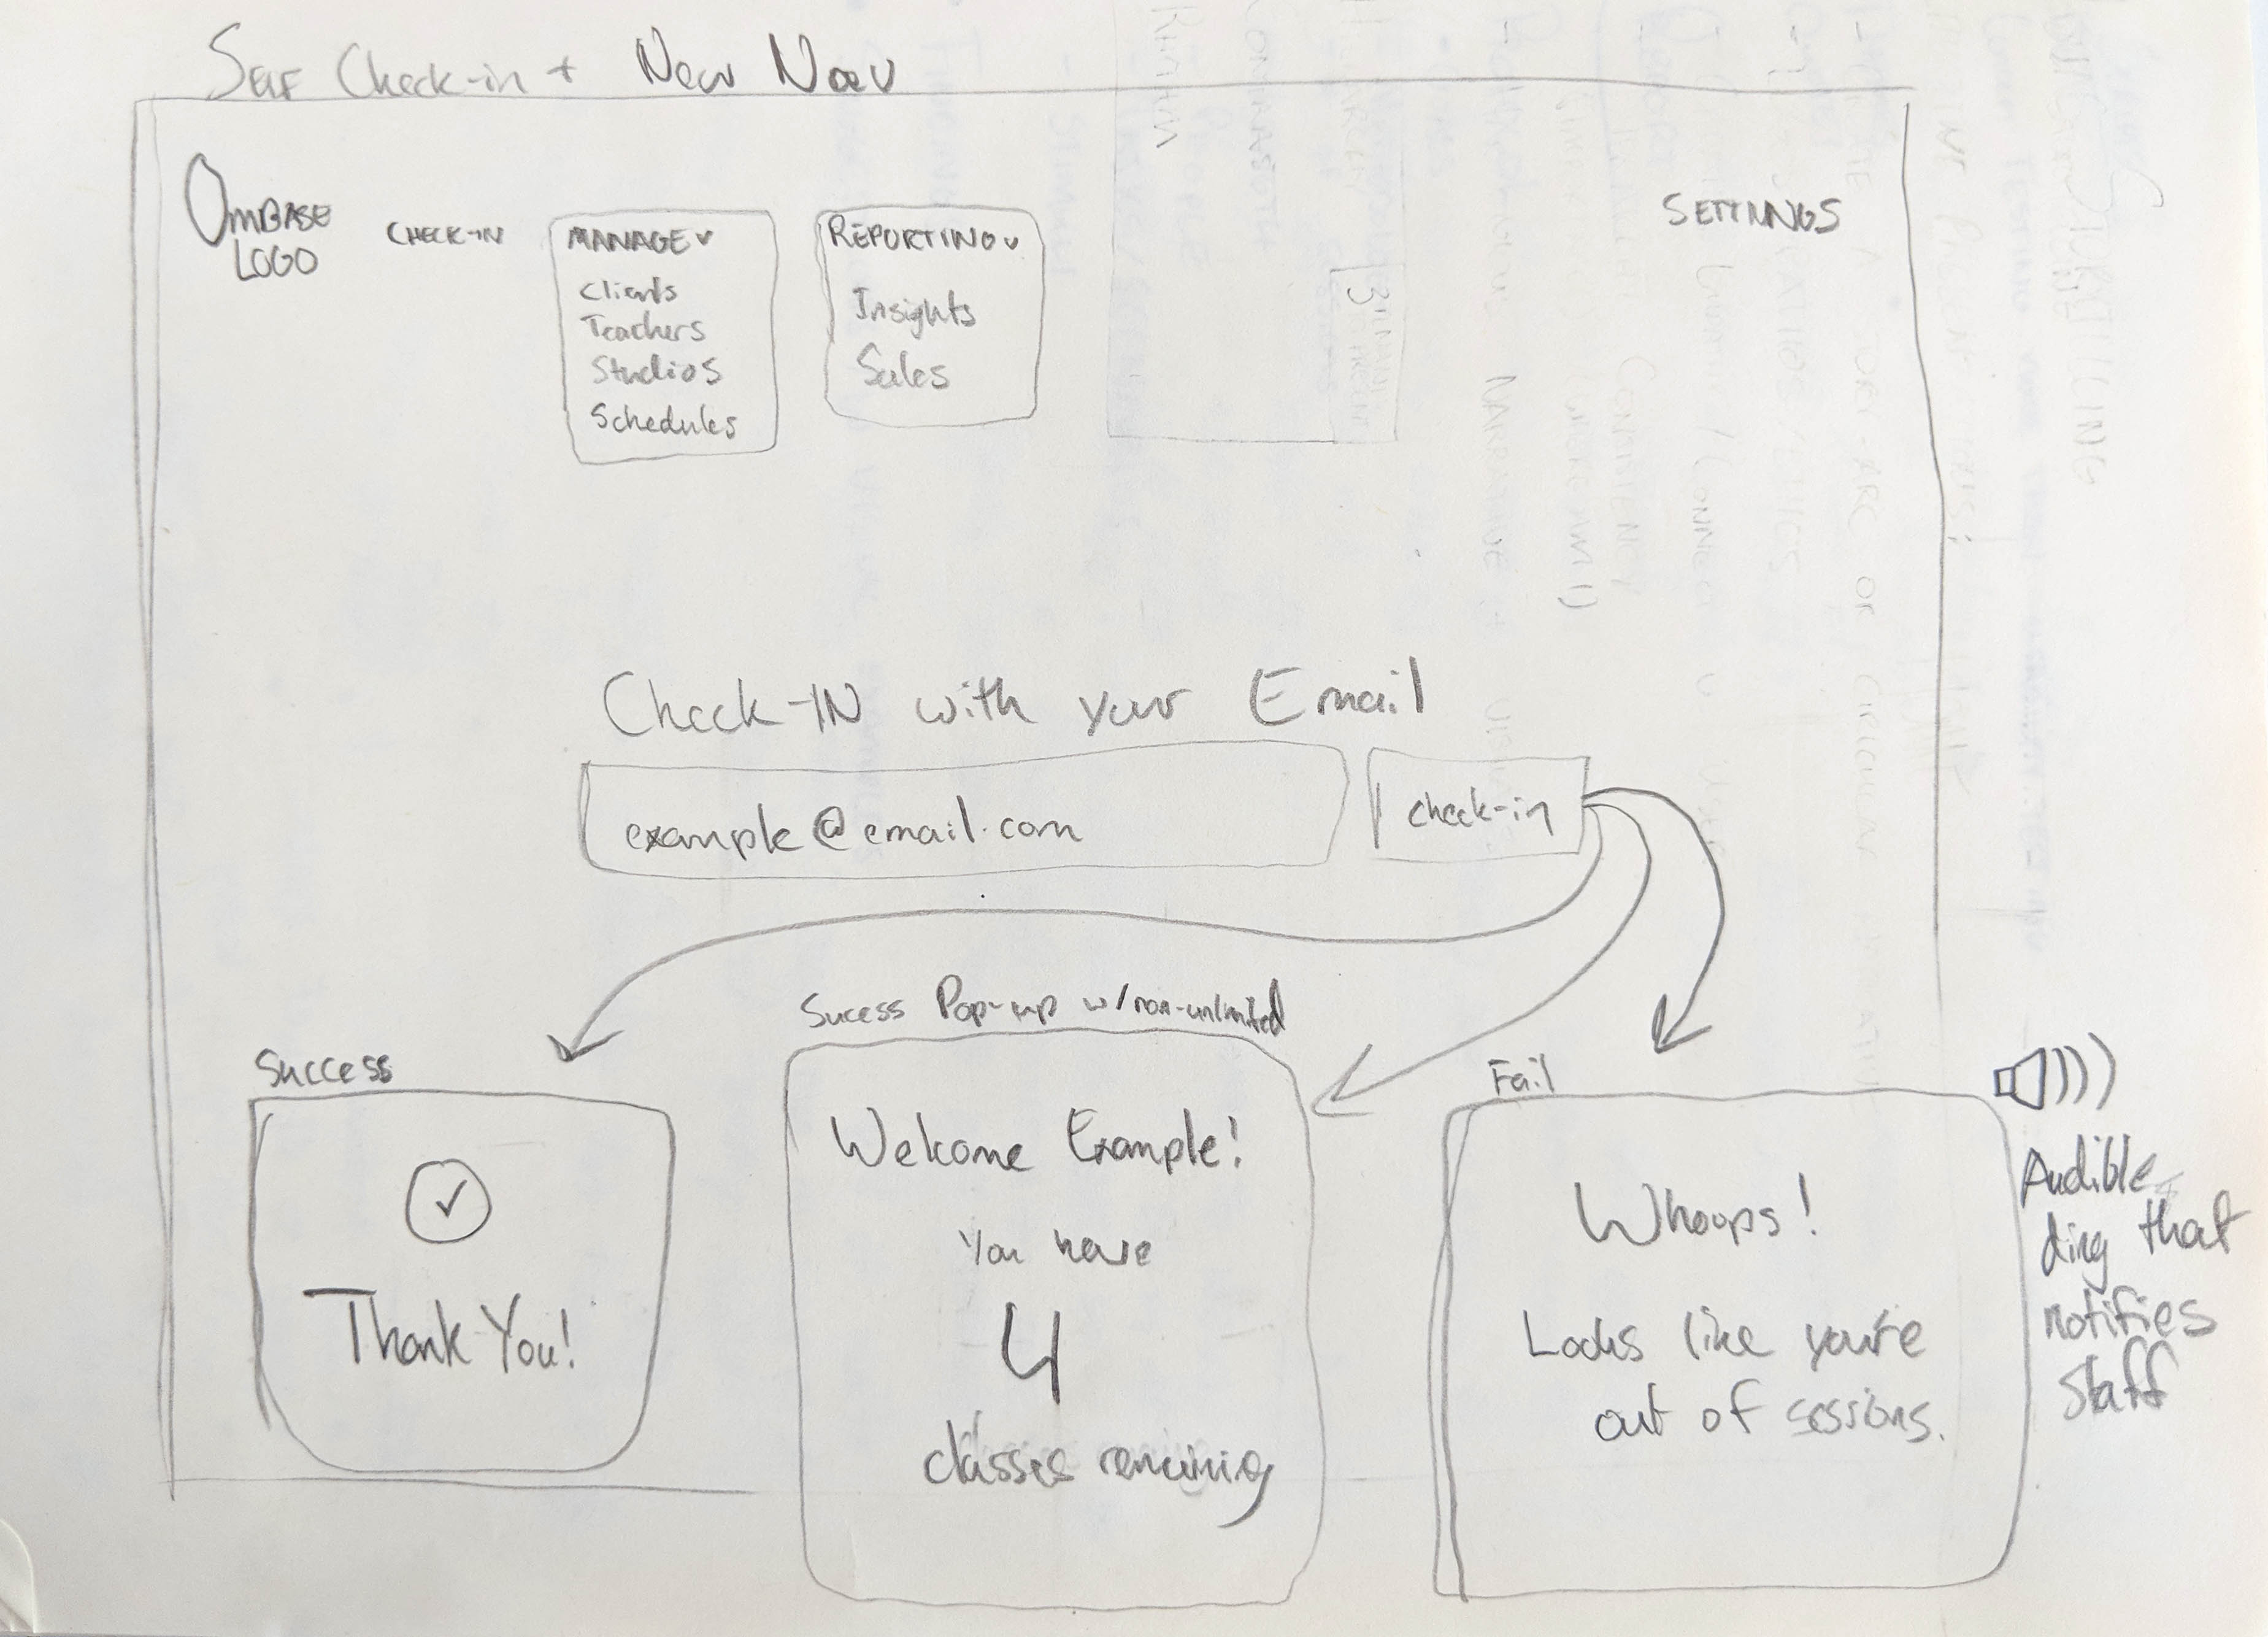 SELF Check-in + New Nav
OMBASE
LOGO
CHECK-IN
MANAGE
Clients
Teachers
Studios
Schedules
REPORTING
Insights
Sales
SETTINGS
Check-IN with your Email
example@email.com
check-in
Success
Thank You!
Sucess Pop-up w/non-unlimited
Welcome Example!
You have
4
classes remaining
Fail
Whoops!
Looks like you're
out of sessions.
Audible
ding that
notifies
staff